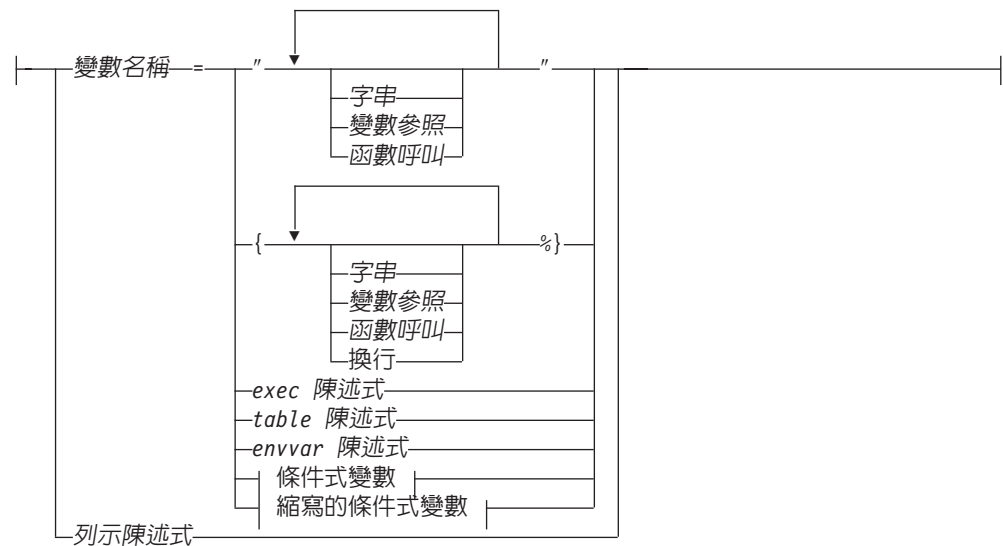 變數名稱 = " "
字串
變數參照
函數呼叫
{ %}
字串
變數參照
函數呼叫
換行
exec 陳述式
table 陳述式
envvar 陳述式
條件式變數
縮寫的條件式變數
列示陳述式